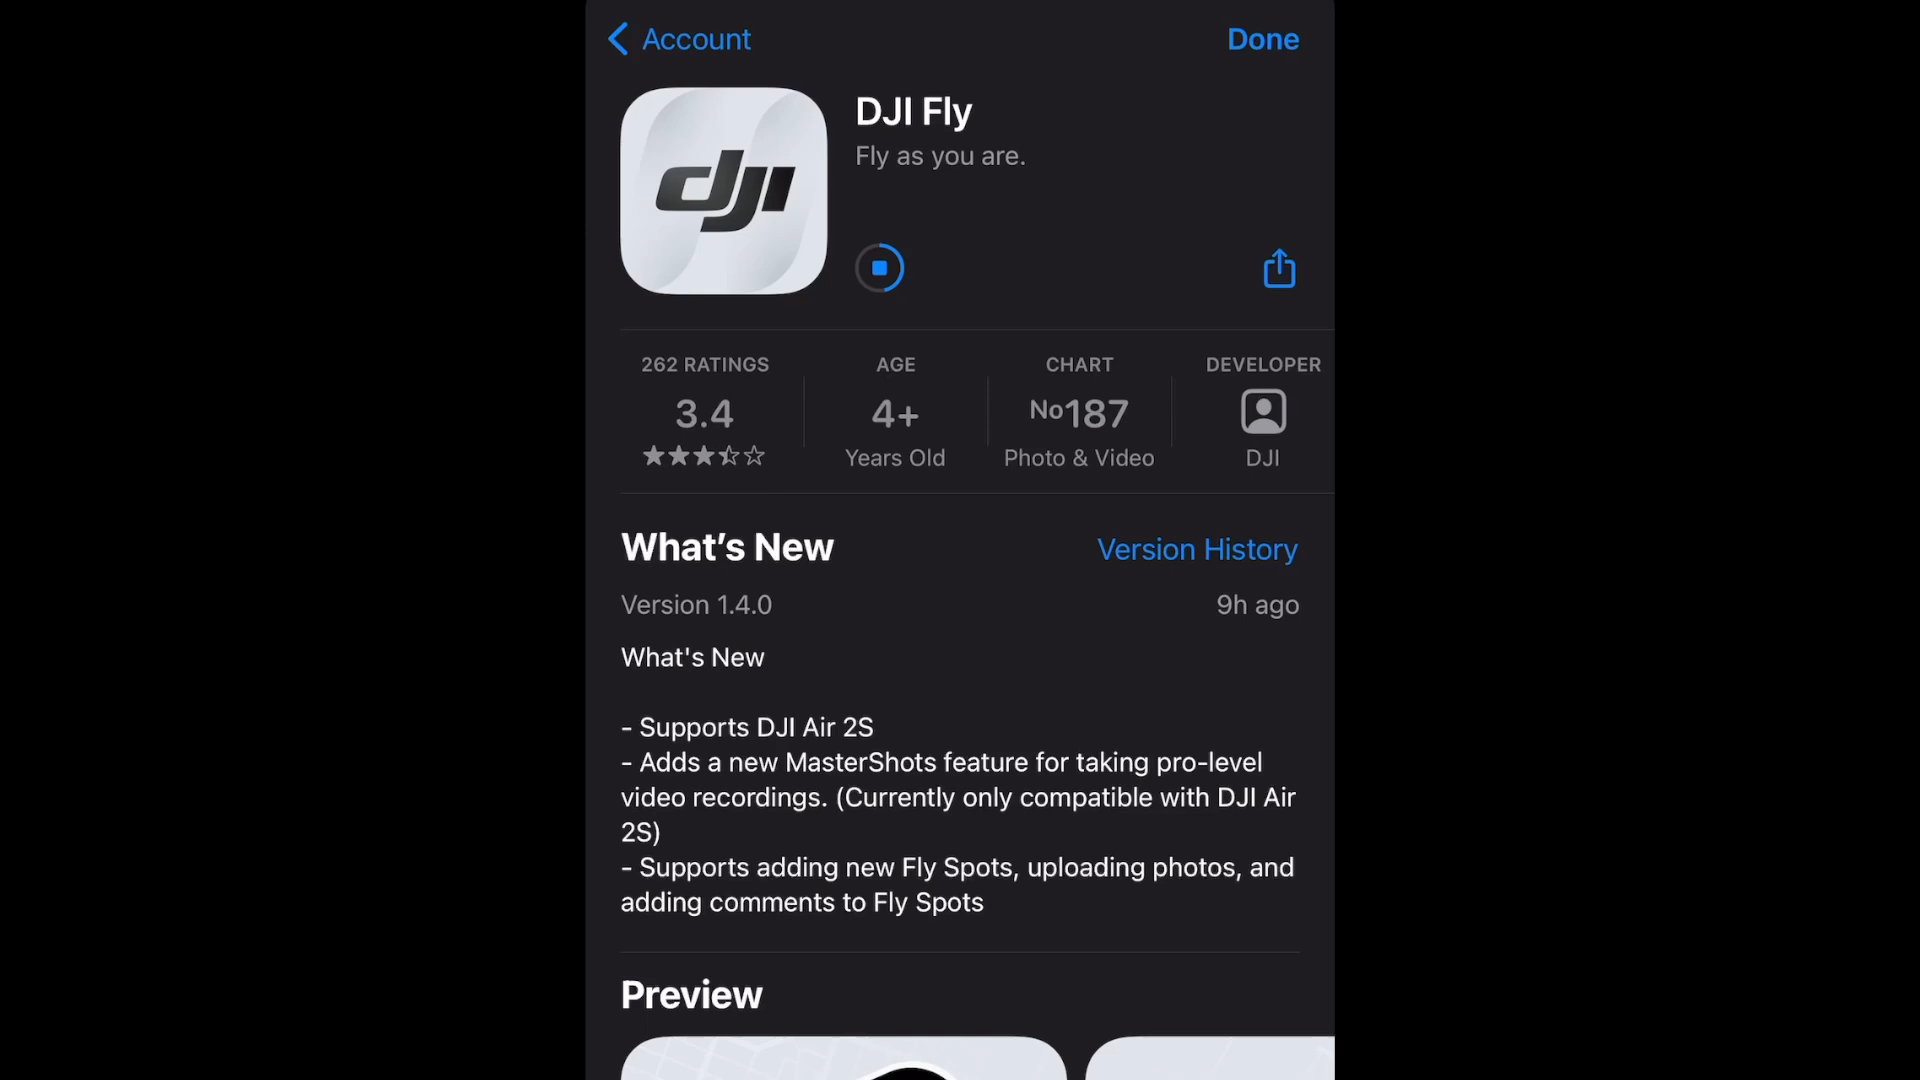 Account
Done
dji
DJI Fly
Fly as you are.
262 RATINGS
AGE
CHART
DEVELOPER
3.4
4+
No187
Years Old
Photo & Video
DJI
What's New
Version History
Version 1.4.0
9h ago
What's New
- Supports DJI Air 2S
- Adds a new MasterShots feature for taking pro-level
video recordings. (Currently only compatible with DJI Air
2S)
- Supports adding new Fly Spots, uploading photos, and
adding comments to Fly Spots
Preview